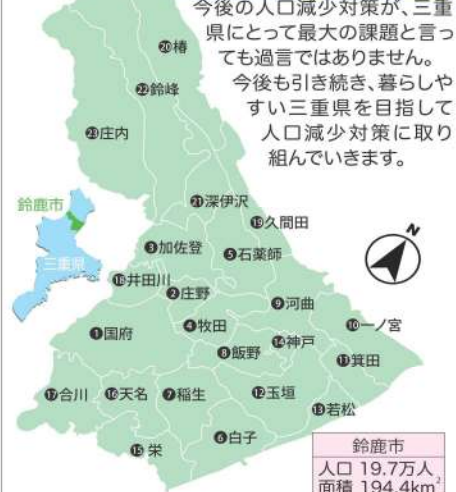 今後の人口減少対策が、三重
県にとって最大の課題と言っ
ても過言ではありません。
今後も引き続き、暮らしや
すい三重県を目指して
人口減少対策に取り
組んでいきます。
⑳椿
㉒鈴峰
㉓庄内
㉑深伊沢
鈴鹿市
⑲久間田
N
③加佐登
⑤石薬師
三重県
⑱井田川
②庄野
⑨河曲
①国府
④牧田
⑩一ノ宮
⑭神戸
⑧飯野
⑪箕田
⑰合川
⑯天名
⑦稲生
⑫玉垣
⑬若松
⑥白子
⑮栄
鈴鹿市
人口 19.7万人
面積 194.4km²